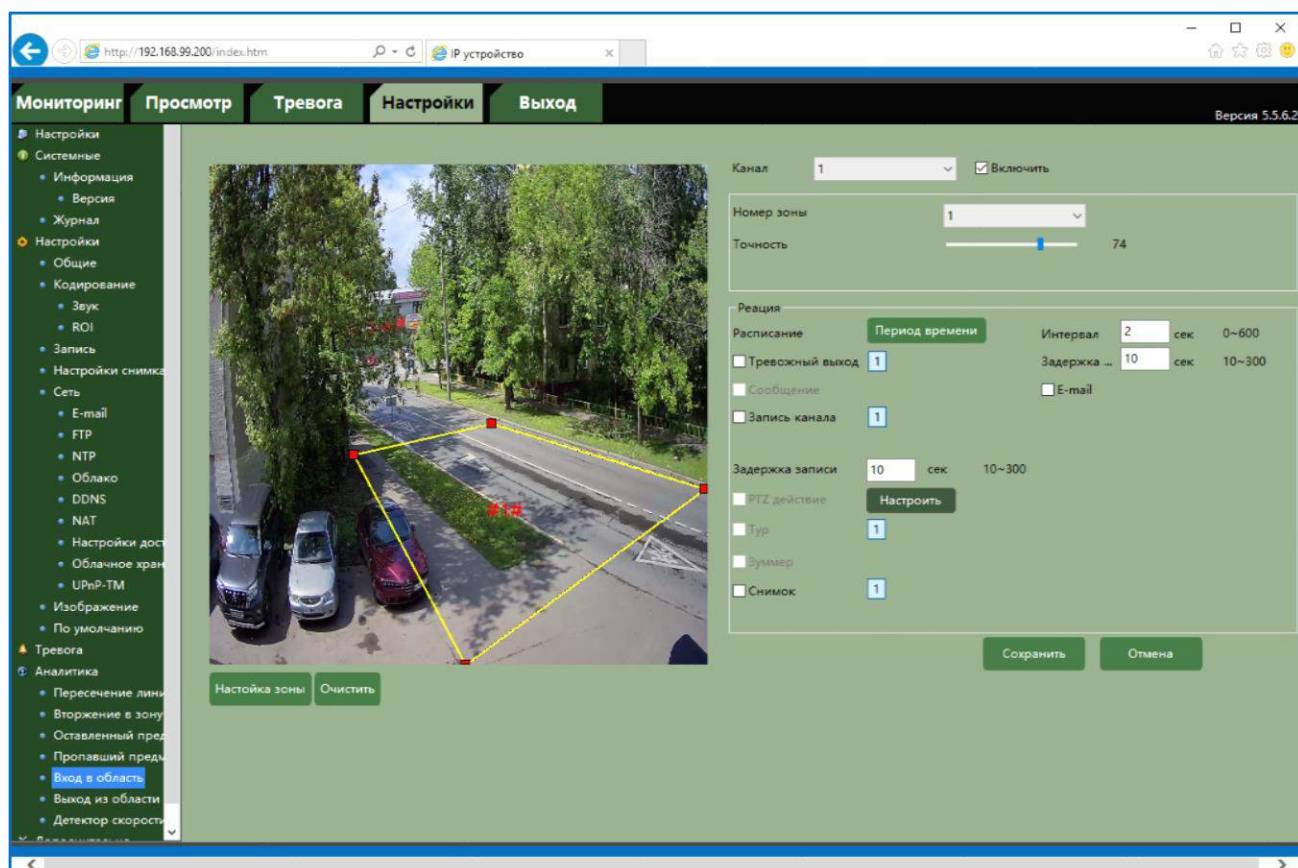 http://192.168.99.200/index.htm
IP устройство
Мониторинг Просмотр Тревога Настройки Выход
Версия 5.5.6.2
Настройки
Системные
Информация
Версия
Журнал
Настройки
Общие
Кодирование
Звук
ROI
Запись
Настройки снимка
Сеть
E-mail
FTP
NTP
Облако
DDNS
NAT
Настройки дост
Облачное хран
UPnP-TM
Изображение
По умолчанию
Тревога
Аналитика
Пересечение лини
Вторжение в зону
Оставленный пред
Пропавший предм
Вход в область
Выход из области
Детектор скорости
#1#
Настойка зоны Очистить
Канал 1 Включить
Номер зоны 1
Точность 74
Реация
Расписание Период времени Интервал 2 сек 0~600
Тревожный выход 1 Задержка ... 10 сек 10~300
Сообщение E-mail
Запись канала 1
Задержка записи 10 сек 10~300
PTZ действие Настроить
Тур 1
Зуммер
Снимок 1
Сохранить Отмена